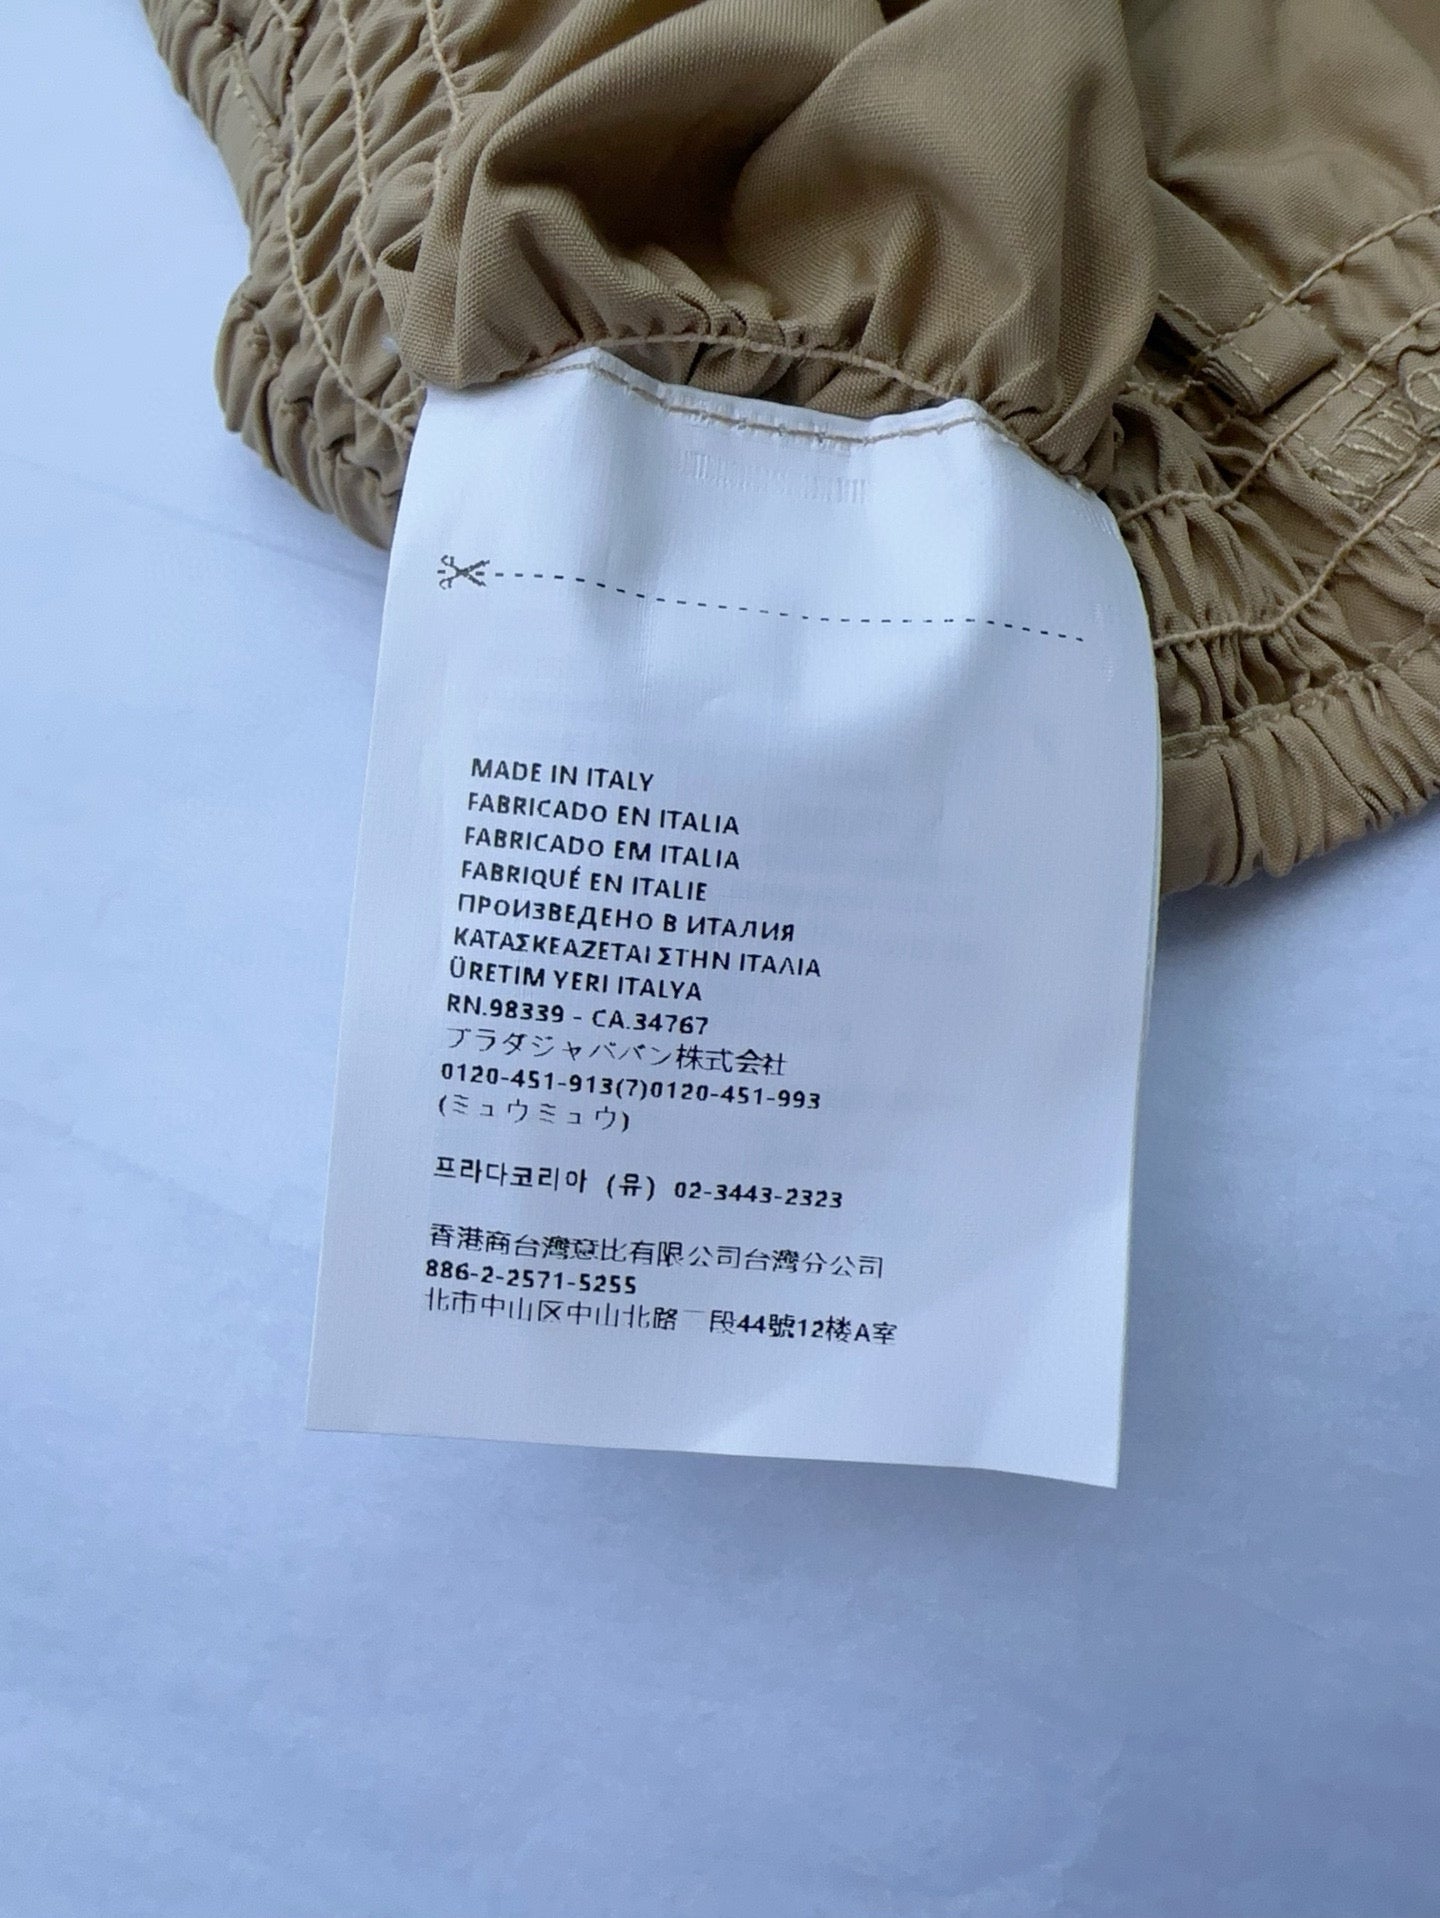 MADE IN ITALY
FABRICADO EN ITALIA
FABRICADO EM ITALIA
FABRIQUÉ EN ITALIE
ПРОИЗВЕДЕНО В ИТАЛИЯ
ΚΑΤΑΣΚΕΑΖΕΤΑΙ ΣΤΗΝ ΙΤΑΛΙΑ
ÜRETIM YERI ITALYA
RN.98339 - CA.34767
プラダジャババン株式会社
0120-451-913(7)0120-451-993
(ミュウミュウ)
프라다코리아 (유) 02-3443-2323
香港商台灣意比有限公司台灣分公司
886-2-2571-5255
北市中山区中山北路 段44號12楼A室